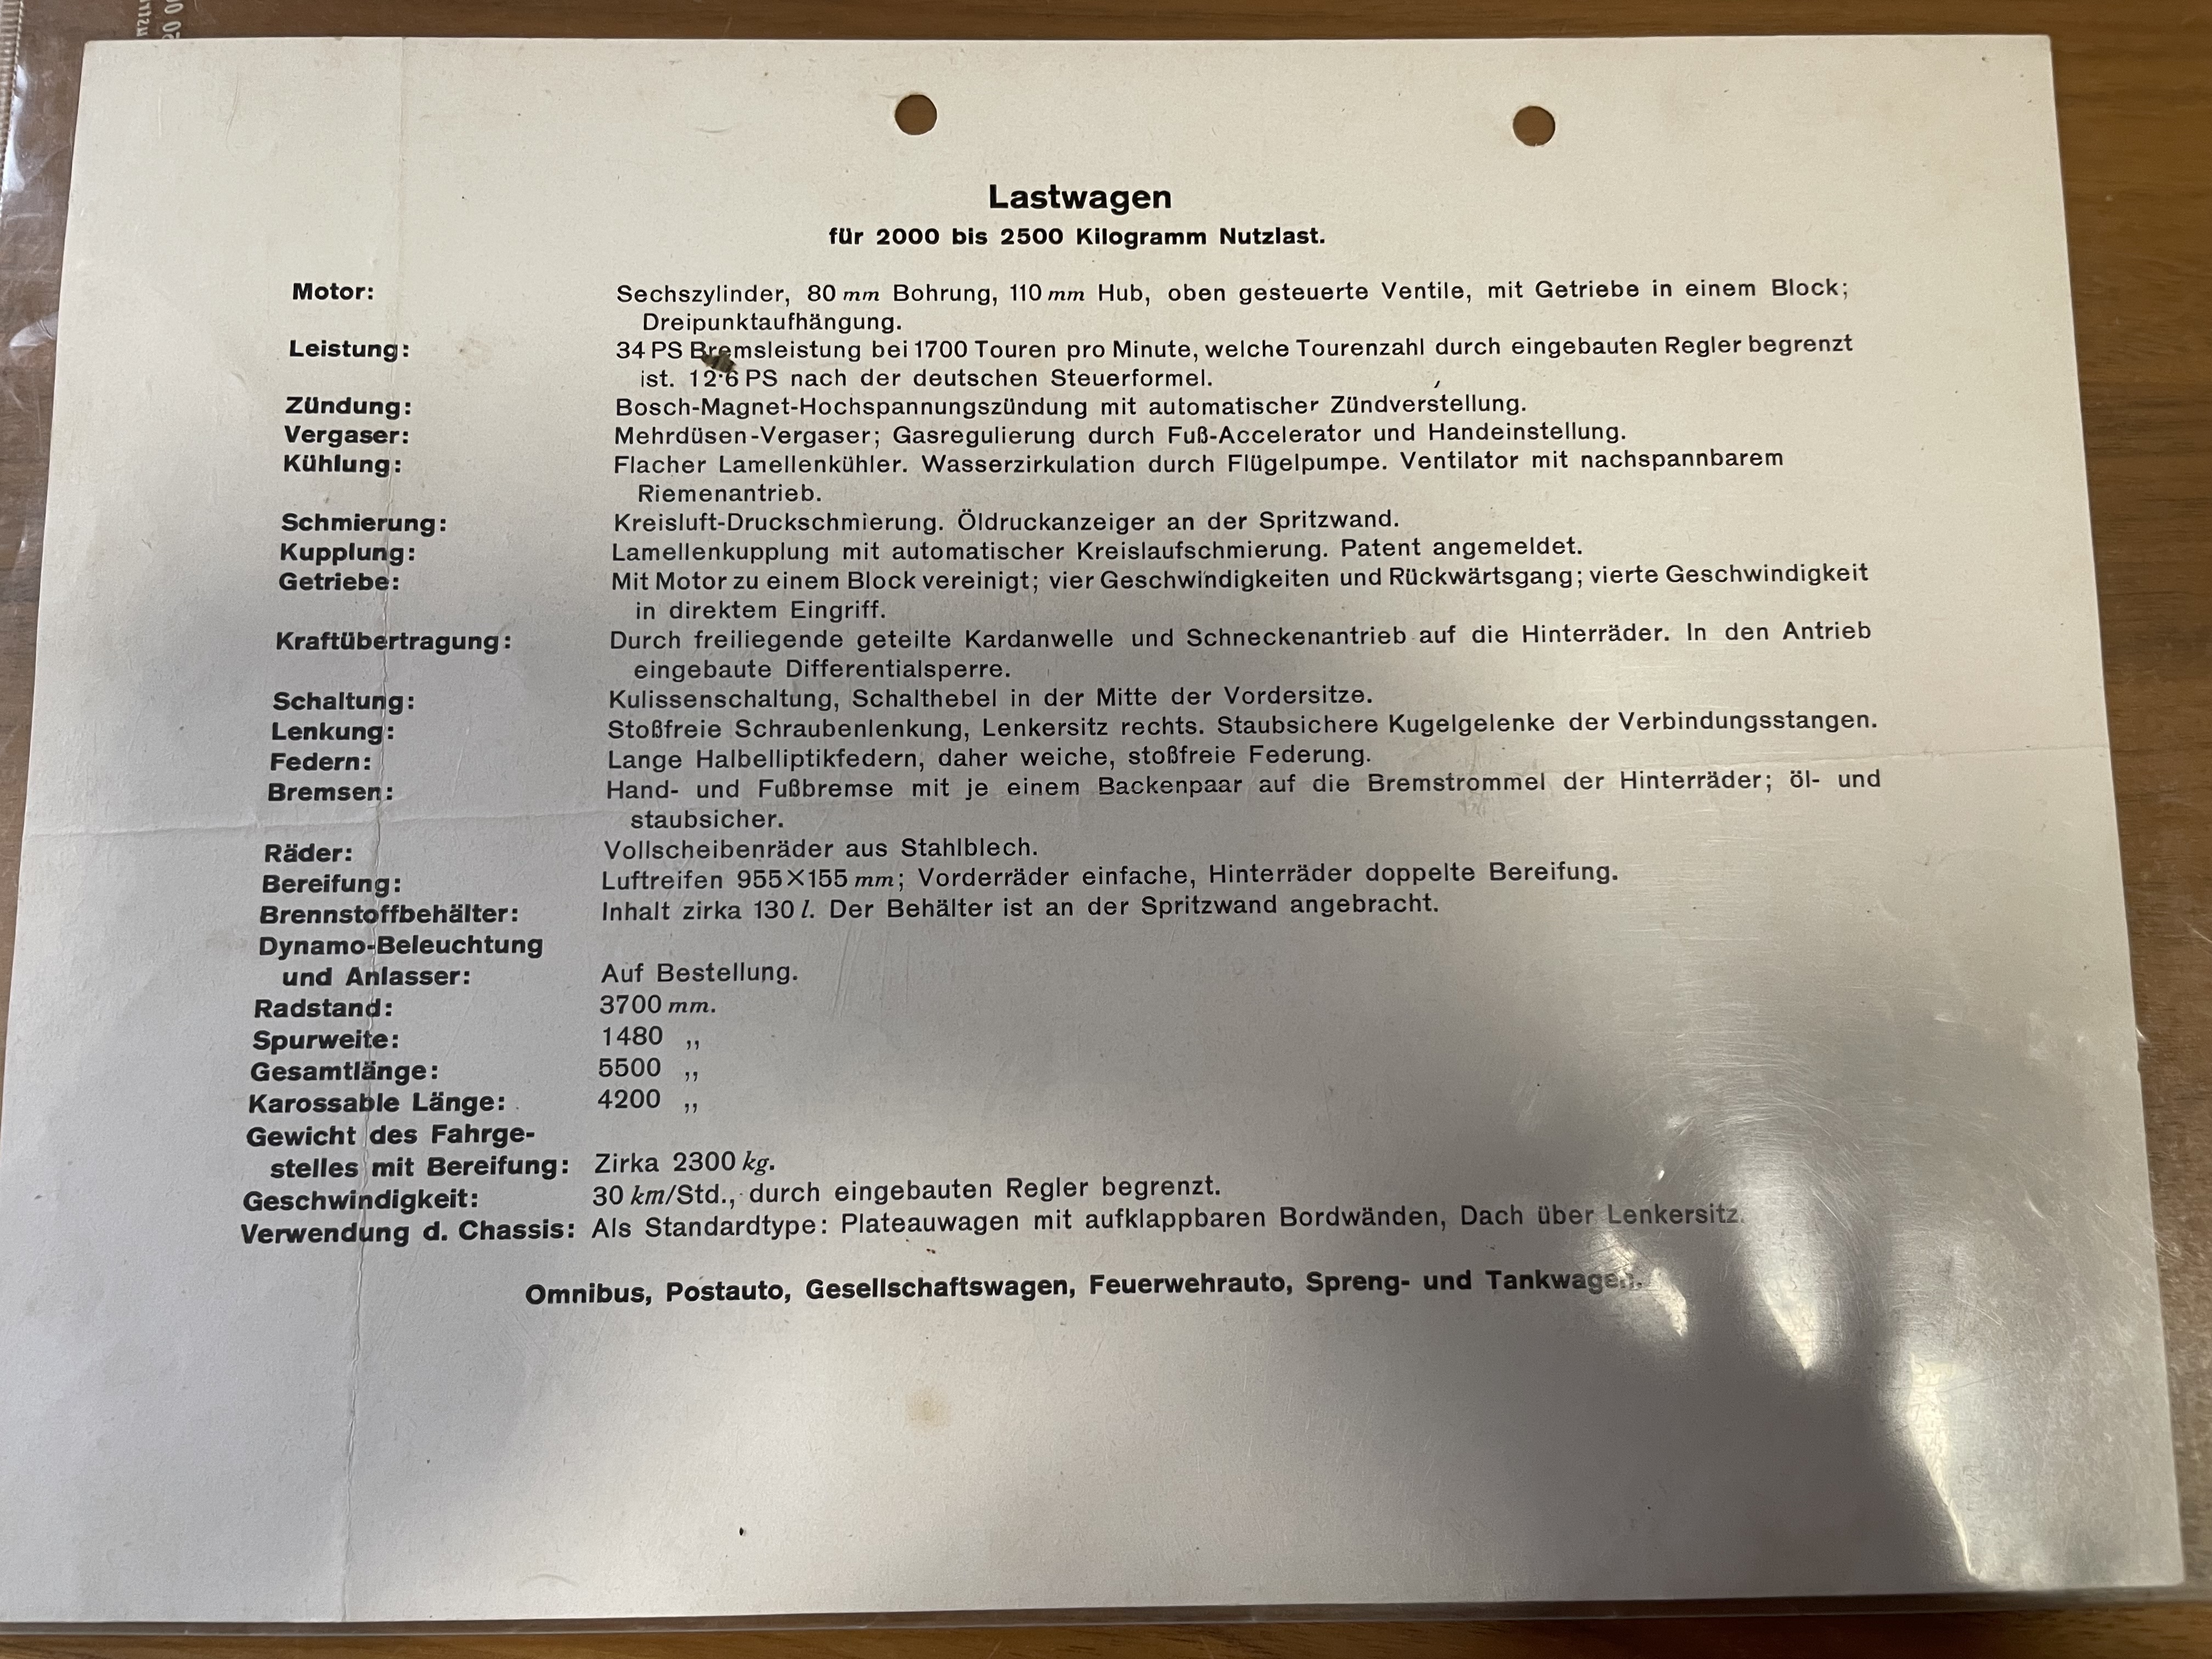 Lastwagen
für 2000 bis 2500 Kilogramm Nutzlast.
Motor: Sechszylinder, 80 mm Bohrung, 110 mm Hub, oben gesteuerte Ventile, mit Getriebe in einem Block;
Dreipunktaufhängung.
Leistung: 34 PS Bremsleistung bei 1700 Touren pro Minute, welche Tourenzahl durch eingebauten Regler begrenzt
ist. 12·6 PS nach der deutschen Steuerformel.
Zündung: Bosch-Magnet-Hochspannungszündung mit automatischer Zündverstellung.
Vergaser: Mehrdüsen-Vergaser; Gasregulierung durch Fuß-Accelerator und Handeinstellung.
Kühlung: Flacher Lamellenkühler. Wasserzirkulation durch Flügelpumpe. Ventilator mit nachspannbarem
Riemenantrieb.
Schmierung: Kreisluft-Druckschmierung. Öldruckanzeiger an der Spritzwand.
Kupplung: Lamellenkupplung mit automatischer Kreislaufschmierung. Patent angemeldet.
Getriebe: Mit Motor zu einem Block vereinigt; vier Geschwindigkeiten und Rückwärtsgang; vierte Geschwindigkeit
in direktem Eingriff.
Kraftübertragung: Durch freiliegende geteilte Kardanwelle und Schneckenantrieb auf die Hinterräder. In den Antrieb
eingebaute Differentialsperre.
Schaltung: Kulissenschaltung, Schalthebel in der Mitte der Vordersitze.
Lenkung: Stoßfreie Schraubenlenkung, Lenkersitz rechts. Staubsichere Kugelgelenke der Verbindungsstangen.
Federn: Lange Halbelliptikfedern, daher weiche, stoßfreie Federung.
Bremsen: Hand- und Fußbremse mit je einem Backenpaar auf die Bremstrommel der Hinterräder; öl- und
staubsicher.
Räder: Vollscheibenräder aus Stahlblech.
Bereifung: Luftreifen 955×155 mm; Vorderräder einfache, Hinterräder doppelte Bereifung.
Brennstoffbehälter: Inhalt zirka 130 l. Der Behälter ist an der Spritzwand angebracht.
Dynamo-Beleuchtung
und Anlasser: Auf Bestellung.
Radstand: 3700 mm.
Spurweite: 1480 „
Gesamtlänge: 5500 „
Karossable Länge: 4200 „
Gewicht des Fahrge-
stelles mit Bereifung: Zirka 2300 kg.
Geschwindigkeit: 30 km/Std., durch eingebauten Regler begrenzt.
Verwendung d. Chassis: Als Standardtype: Plateauwagen mit aufklappbaren Bordwänden, Dach über Lenkersitz.
Omnibus, Postauto, Gesellschaftswagen, Feuerwehrauto, Spreng- und Tankwagen.